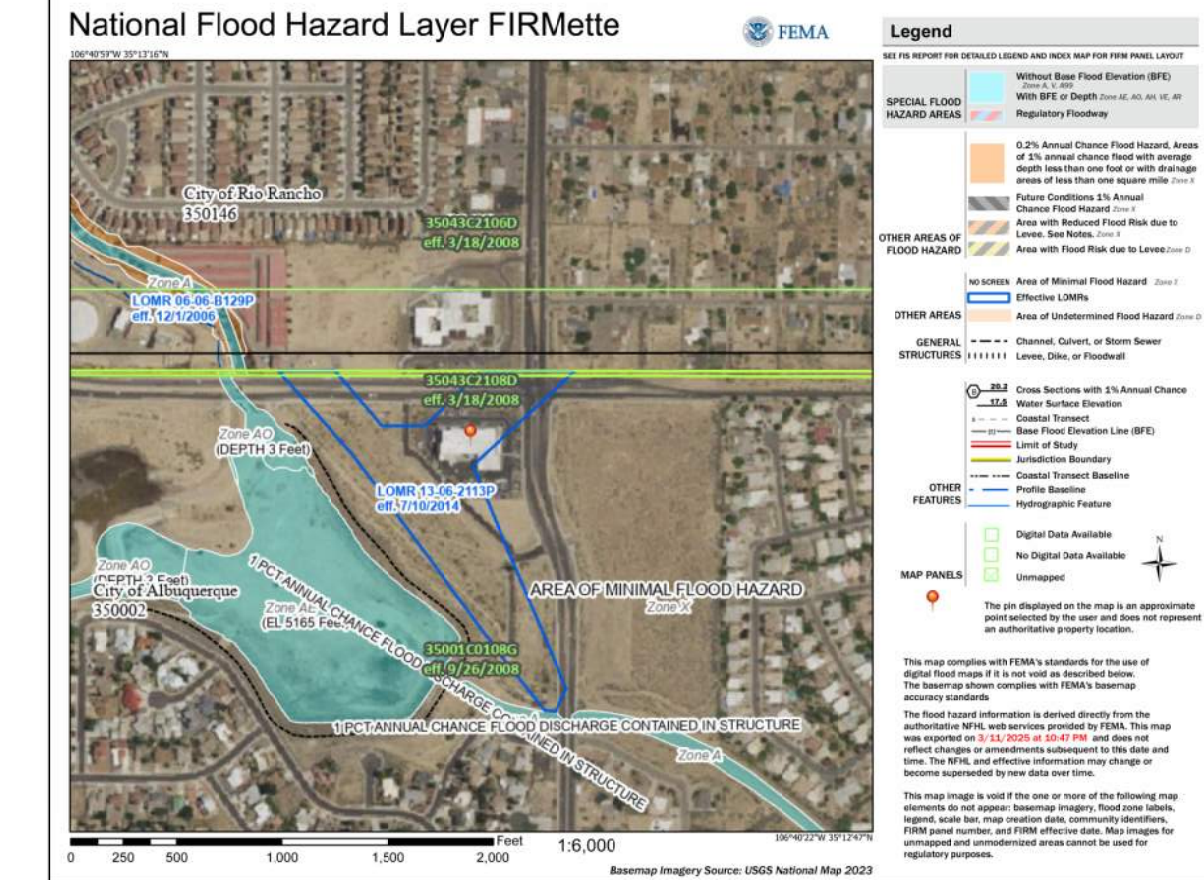 National Flood Hazard Layer FIRMette
FEMA
106°40'59"W 35°13'16"N
City of Rio Rancho
350146
35043C2106D
eff. 3/18/2008
Zone A
LOMR 06-06-B129P
eff. 12/1/2006
35043C2108D
eff. 3/18/2008
Zone AO
(DEPTH 3 Feet)
LOMR 13-06-2113P
eff. 7/10/2014
Zone AO
(DEPTH 2 Feet)
City of Albuquerque
350002
Zone AE
(EL 5165 Feet)
1 PCT ANNUAL CHANCE FLOOD DISCHARGE CONTAINED IN STRUCTURE
AREA OF MINIMAL FLOOD HAZARD
Zone X
35001C0108G
eff. 9/26/2008
1 PCT ANNUAL CHANCE FLOOD DISCHARGE CONTAINED IN STRUCTURE
Zone A
106°40'22"W 35°12'47"N
Feet
1:6,000
0 250 500 1,000 1,500 2,000
Basemap Imagery Source: USGS National Map 2023
Legend
SEE FIS REPORT FOR DETAILED LEGEND AND INDEX MAP FOR FIRM PANEL LAYOUT
SPECIAL FLOOD
HAZARD AREAS
Without Base Flood Elevation (BFE)
Zone A, V, A99
With BFE or Depth Zone AE, AO, AH, VE, AR
Regulatory Floodway
OTHER AREAS OF
FLOOD HAZARD
0.2% Annual Chance Flood Hazard, Areas
of 1% annual chance flood with average
depth less than one foot or with drainage
areas of less than one square mile Zone X
Future Conditions 1% Annual
Chance Flood Hazard Zone X
Area with Reduced Flood Risk due to
Levee. See Notes. Zone X
Area with Flood Risk due to Levee Zone D
OTHER AREAS
NO SCREEN Area of Minimal Flood Hazard Zone X
Effective LOMRs
Area of Undetermined Flood Hazard Zone D
GENERAL
STRUCTURES
Channel, Culvert, or Storm Sewer
Levee, Dike, or Floodwall
OTHER
FEATURES
B 20.2 Cross Sections with 1% Annual Chance
17.5 Water Surface Elevation
Coastal Transect
Base Flood Elevation Line (BFE)
Limit of Study
Jurisdiction Boundary
Coastal Transect Baseline
Profile Baseline
Hydrographic Feature
MAP PANELS
Digital Data Available
No Digital Data Available
Unmapped
N
The pin displayed on the map is an approximate
point selected by the user and does not represent
an authoritative property location.
This map complies with FEMA's standards for the use of
digital flood maps if it is not void as described below.
The basemap shown complies with FEMA's basemap
accuracy standards
The flood hazard information is derived directly from the
authoritative NFHL web services provided by FEMA. This map
was exported on 3/11/2025 at 10:47 PM and does not
reflect changes or amendments subsequent to this date and
time. The NFHL and effective information may change or
become superseded by new data over time.
This map image is void if the one or more of the following map
elements do not appear: basemap imagery, flood zone labels,
legend, scale bar, map creation date, community identifiers,
FIRM panel number, and FIRM effective date. Map images for
unmapped and unmodernized areas cannot be used for
regulatory purposes.